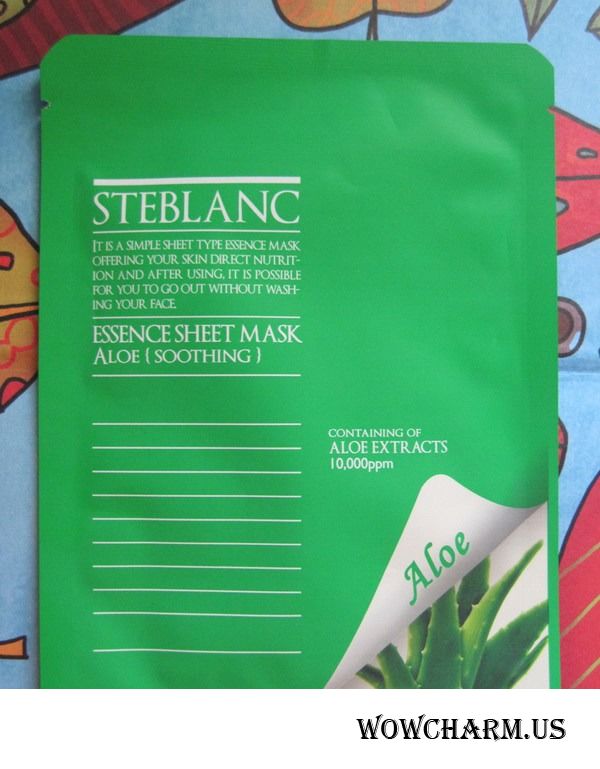 STEBLANC
IT IS A SIMPLE SHEET TYPE ESSENCE MASK
OFFERING YOUR SKIN DIRECT NUTRIT-
ION AND AFTER USING, IT IS POSSIBLE
FOR YOU TO GO OUT WITHOUT WASH-
ING YOUR FACE.
ESSENCE SHEET MASK
ALOE { SOOTHING }
CONTAINING OF
ALOE EXTRACTS
10,000ppm
Aloe
WOWCHARM.US